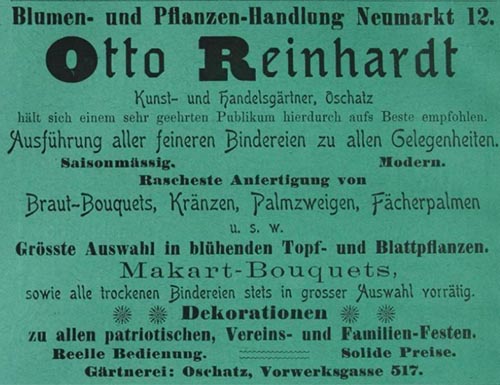 Blumen- und Pflanzen-Handlung Neumarkt 12.
Otto Reinhardt
Kunst- und Handelsgärtner, Oschatz
hält sich einem sehr geehrten Publikum hierdurch aufs Beste empfohlen.
Ausführung aller feineren Bindereien zu allen Gelegenheiten.
Saisonmässig. Modern.
Rascheste Anfertigung von
Braut-Bouquets, Kränzen, Palmzweigen, Fächerpalmen
u. s. w.
Grösste Auswahl in blühenden Topf- und Blattpflanzen.
Makart-Bouquets,
sowie alle trockenen Bindereien stets in grosser Auswahl vorrätig.
Dekorationen
zu allen patriotischen, Vereins- und Familien-Festen.
Reelle Bedienung. Solide Preise.
Gärtnerei: Oschatz, Vorwerksgasse 517.